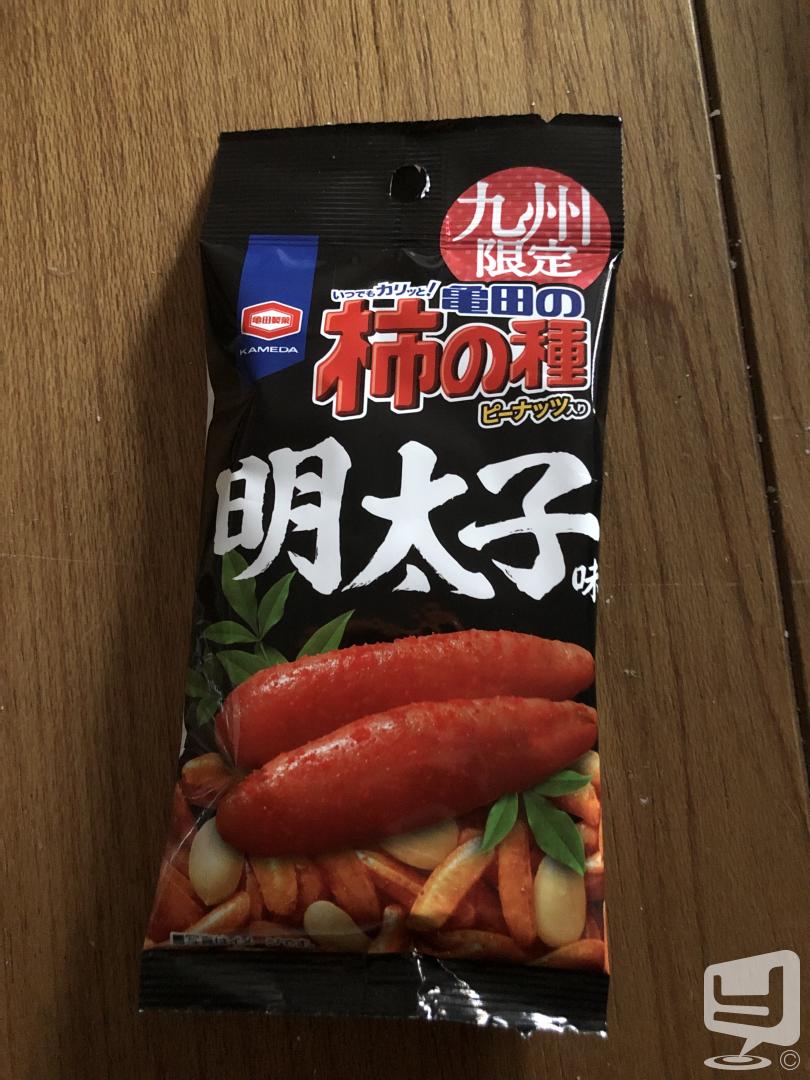 九州
限定
いつでもカリッと!
亀田の
亀田製菓
KAMEDA
柿の種
ピーナッツ入り
明太子
味